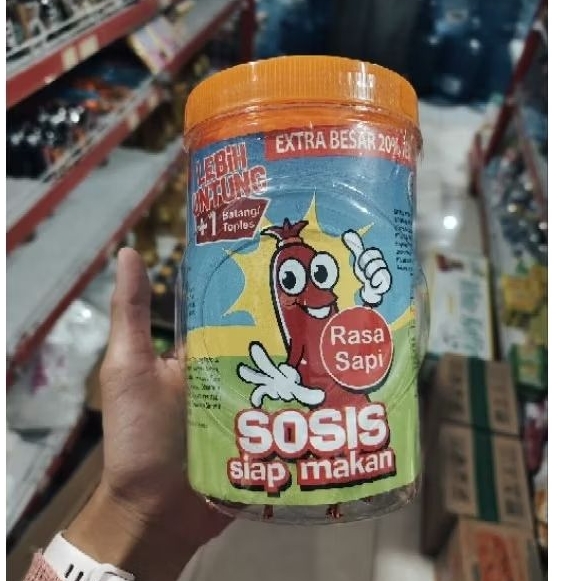 EXTRA BESAR 20%
LEBIH
UNTUNG
+1 Batang/
Toples
Rasa
Sapi
SOSIS
siap makan